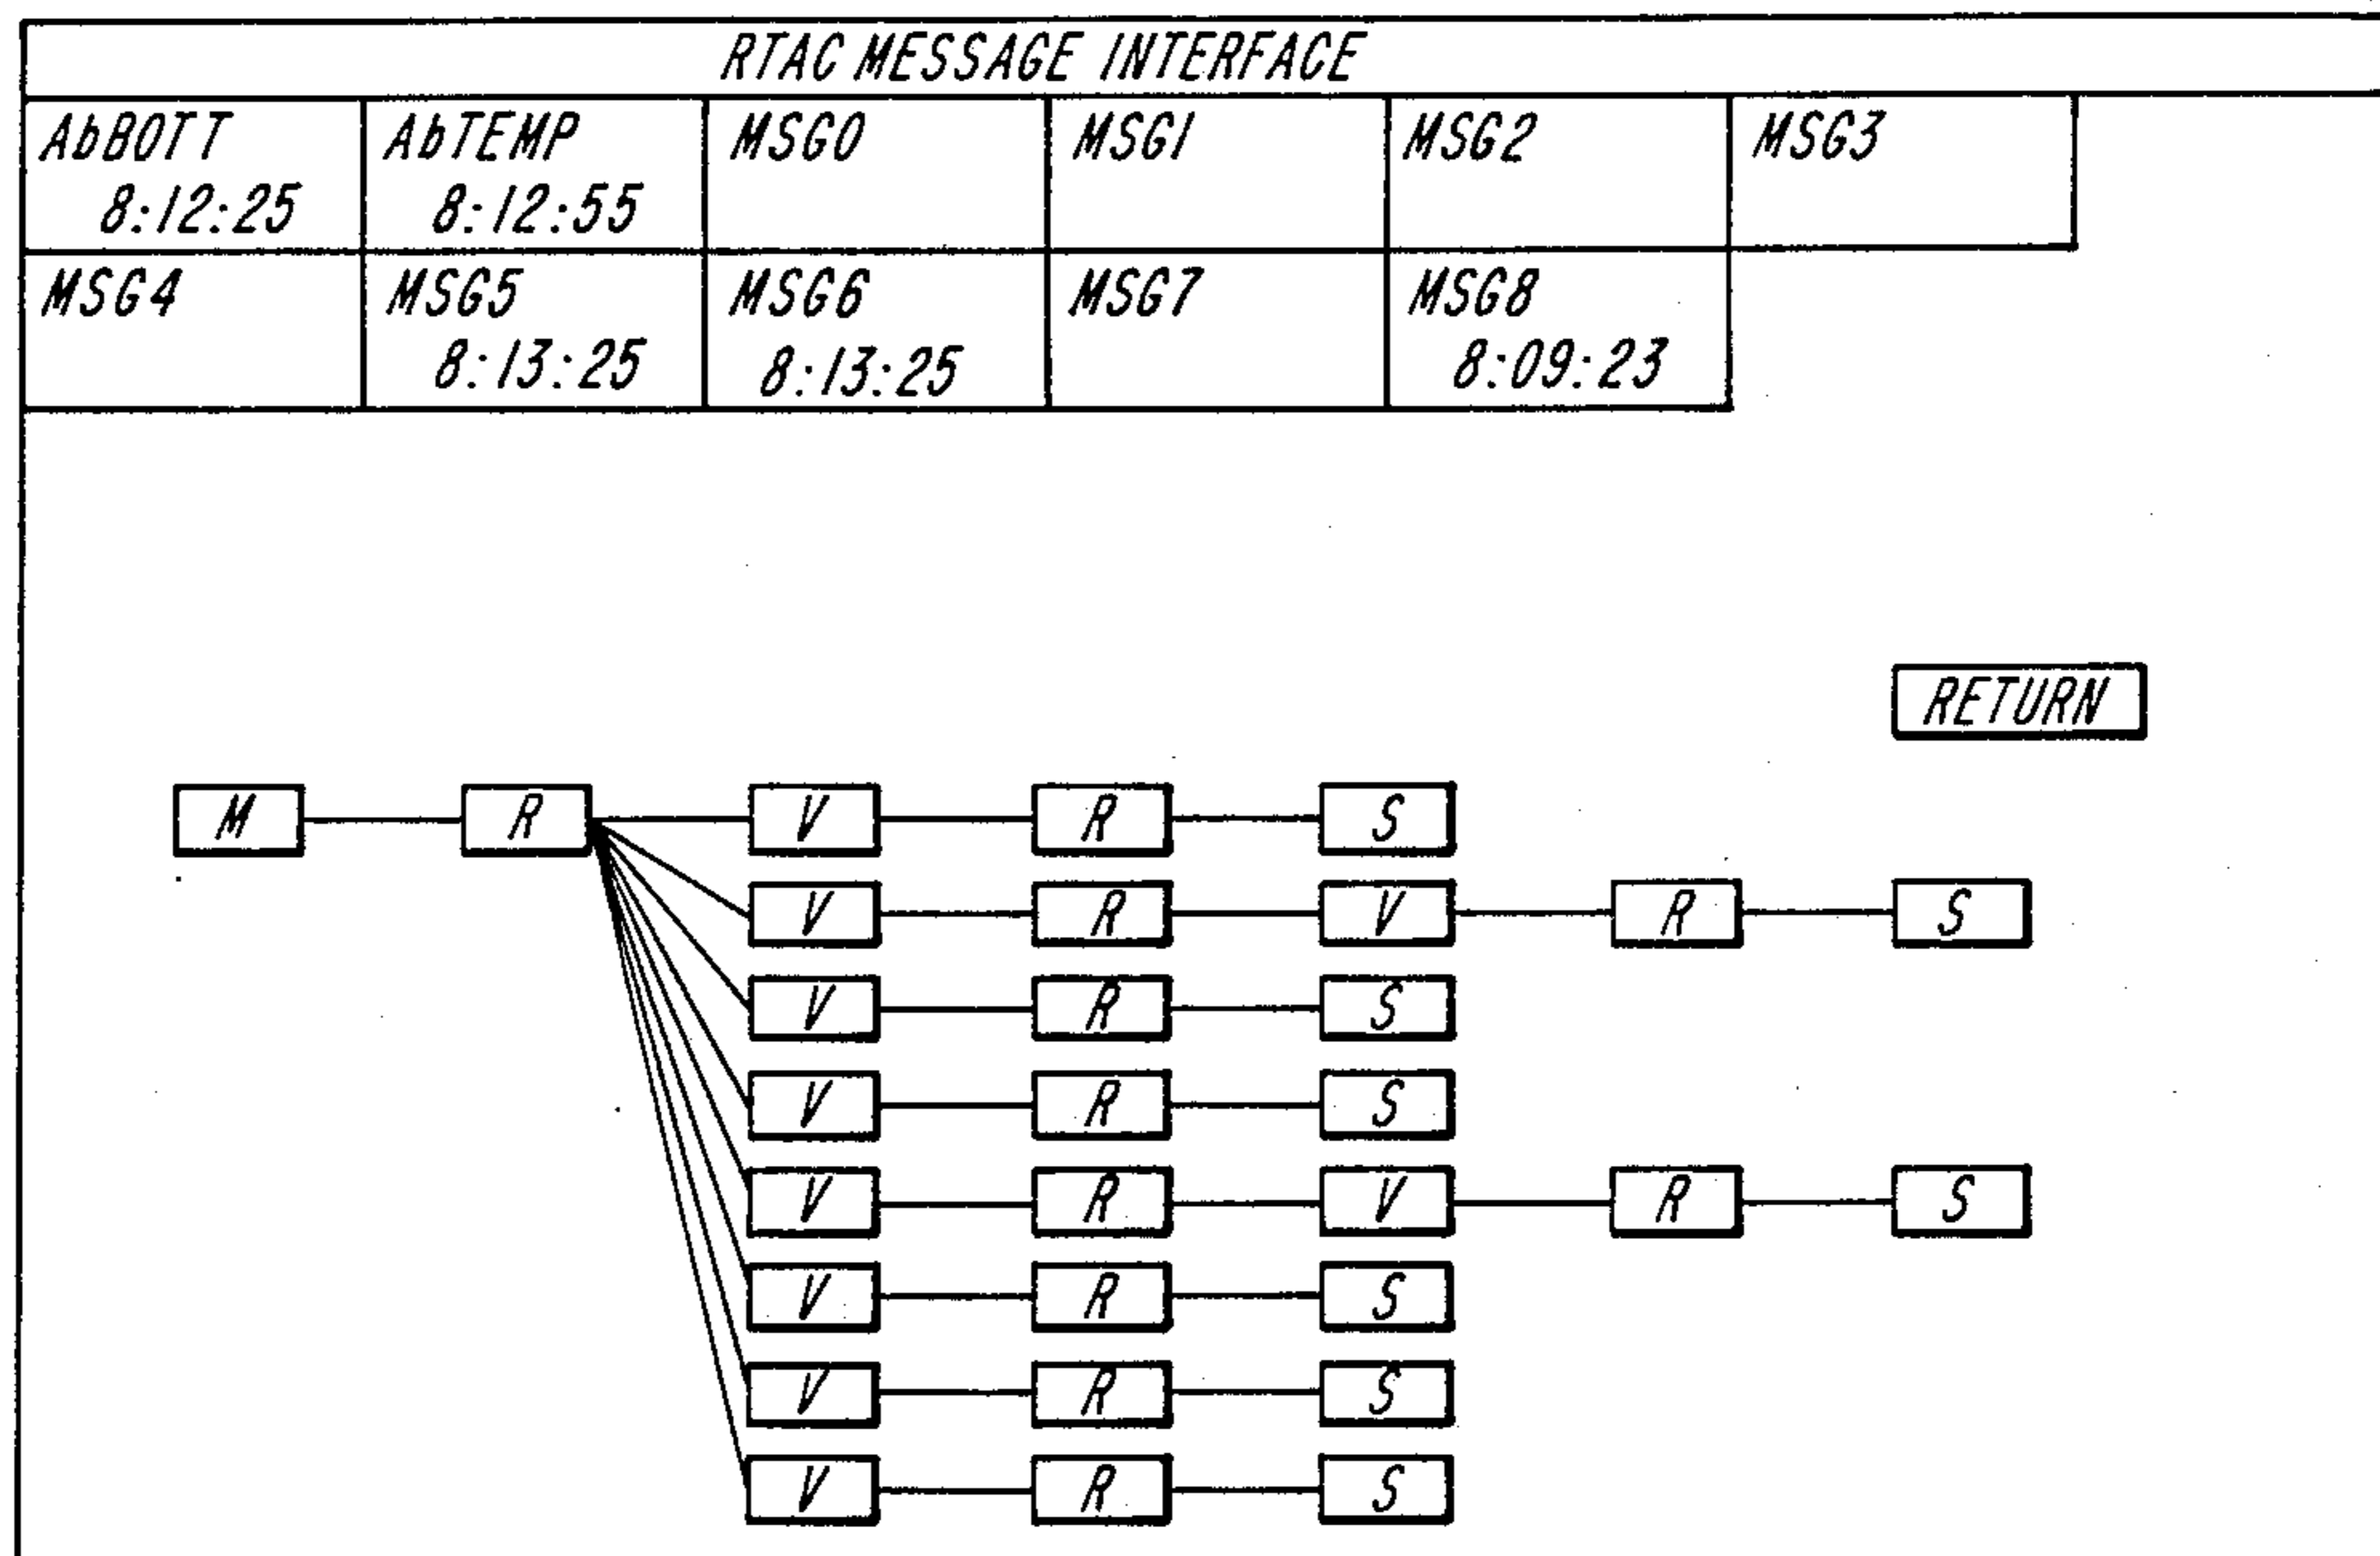 RTAC MESSAGE INTERFACE
AbBOTT AbTEMP MSG0 MSG1 MSG2 MSG3
8:12:25 8:12:55
MSG4 MSG5 MSG6 MSG7 MSG8
8:13:25 8:13:25 8:09:23
RETURN
M R V R S
V R V R S
V R S
V R S
V R V R S
V R S
V R S
V R S